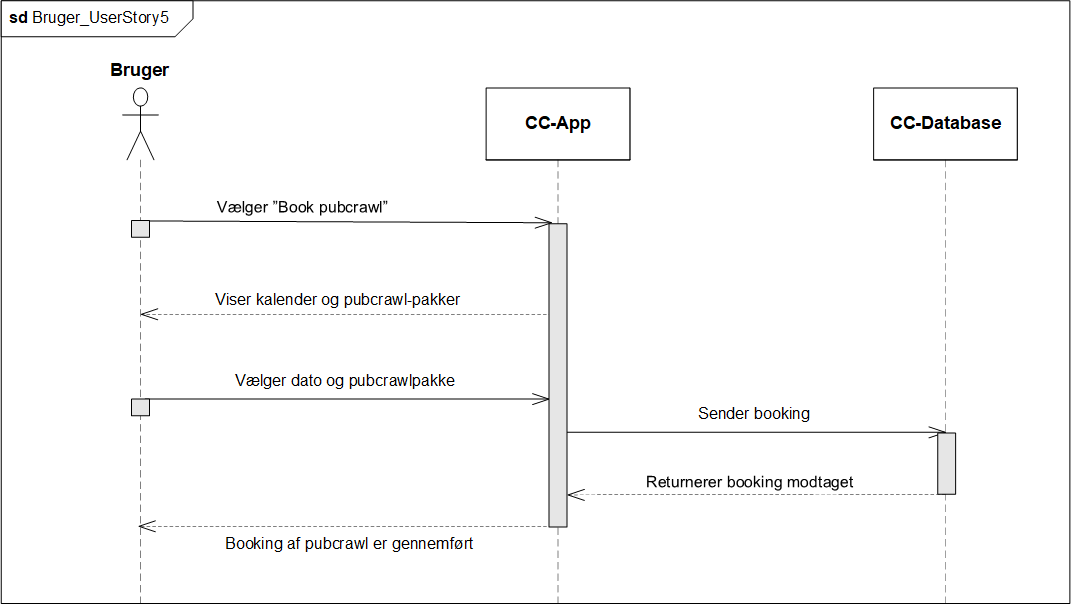 sd Bruger_UserStory5
Bruger
CC-App
CC-Database
Vælger ”Book pubcrawl”
Viser kalender og pubcrawl-pakker
Vælger dato og pubcrawlpakke
Sender booking
Returnerer booking modtaget
Booking af pubcrawl er gennemført